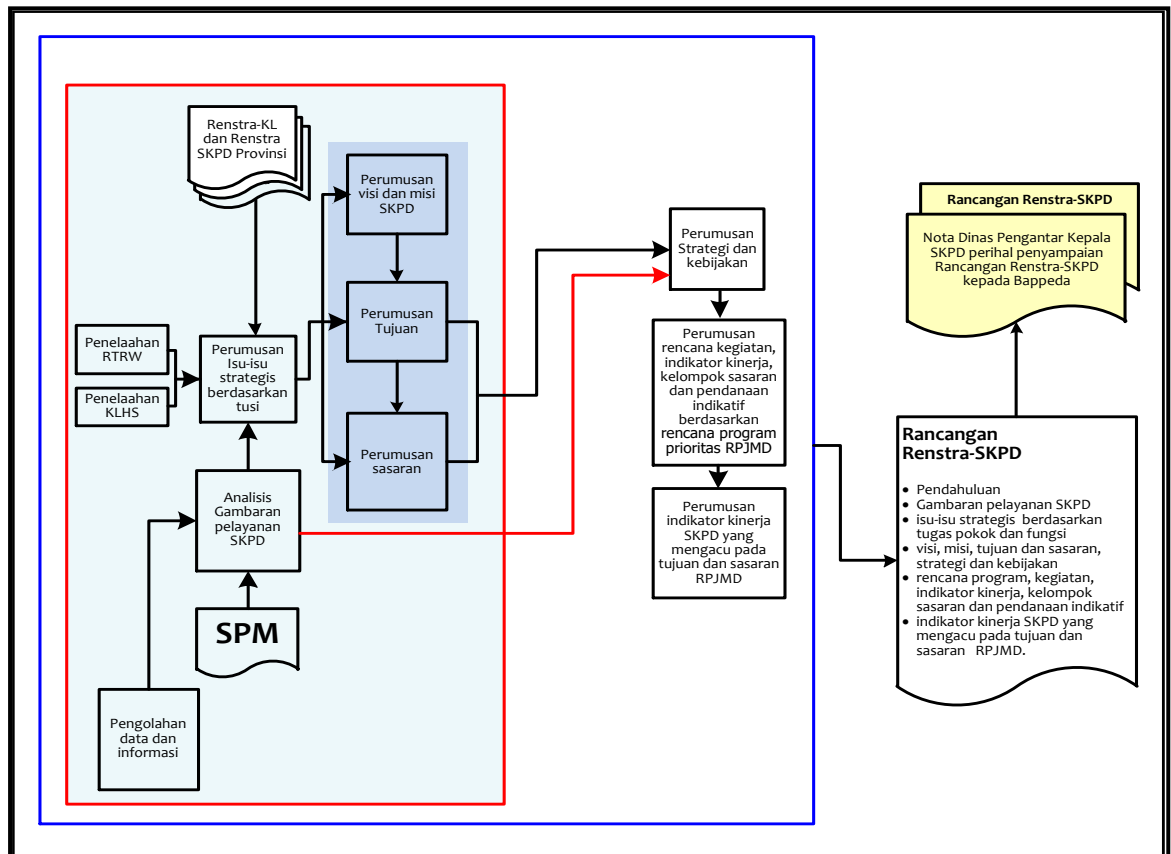 Renstra-KL
dan Renstra
SKPD Provinsi
Perumusan
visi dan misi
SKPD
Perumusan
Tujuan
Perumusan
sasaran
Penelaahan
RTRW
Penelaahan
KLHS
Perumusan
Isu-isu
strategis
berdasarkan
tusi
Analisis
Gambaran
pelayanan
SKPD
SPM
Pengolahan
data dan
informasi
Perumusan
Strategi dan
kebijakan
Perumusan
rencana kegiatan,
indikator kinerja,
kelompok sasaran
dan pendanaan
indikatif
berdasarkan
rencana program
prioritas RPJMD
Perumusan
indikator kinerja
SKPD yang
mengacu pada
tujuan dan sasaran
RPJMD
Rancangan Renstra-SKPD
Nota Dinas Pengantar Kepala
SKPD perihal penyampaian
Rancangan Renstra-SKPD
kepada Bappeda
Rancangan
Renstra-SKPD
• Pendahuluan
• Gambaran pelayanan SKPD
• isu-isu strategis berdasarkan
tugas pokok dan fungsi
• visi, misi, tujuan dan sasaran,
strategi dan kebijakan
• rencana program, kegiatan,
indikator kinerja, kelompok
sasaran dan pendanaan indikatif
• indikator kinerja SKPD yang
mengacu pada tujuan dan
sasaran RPJMD.